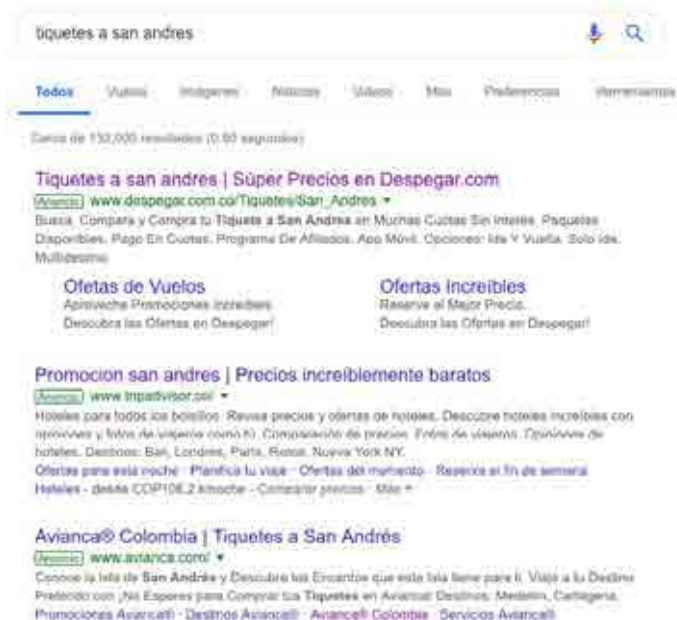 tiquetes a san andres
Todos Vuelos Imágenes Noticias Videos Más Preferencias Herramientas
Cerca de 132,000 resultados (0.60 segundos)
Tiquetes a san andres | Súper Precios en Despegar.com
Anuncio www.despegar.com.co/Tiquetes/San_Andres
Busca, Compara y Compra tu Tiquete a San Andres en Muchas Cuotas Sin Interés. Paquetes
Disponibles. Pago En Cuotas. Programa De Afiliados. App Móvil. Opciones: Ida Y Vuelta, Solo ida,
Multidestino
Ofetas de Vuelos
Aproveche Promociones Increíbles
Descubra las Ofertas en Despegar!
Ofertas Increíbles
Reserve al Mejor Precio.
Descubra las Ofertas en Despegar!
Promocion san andres | Precios increíblemente baratos
Anuncio www.tripadvisor.co/
Hoteles para todos los bolsillos. Revisa precios y ofertas de hoteles. Descubre hoteles increíbles con
opiniones y fotos de viajeros como tú. Comparación de precios. Fotos de viajeros. Opiniones de
hoteles. Destinos: Bali, Londres, París, Roma, Nueva York NY.
Ofertas para esta noche · Planifica tu viaje · Ofertas del momento · Reserva el fin de semana
Hoteles - desde COP106.2 k/noche - Comparar precios · Más
Avianca® Colombia | Tiquetes a San Andrés
Anuncio www.avianca.com/
Conoce la Isla de San Andrés y Descubre los Encantos que esta Isla tiene para ti. Viaja a tu Destino
Preferido con ¡No Esperes para Comprar tus Tiquetes en Avianca! Destinos: Medellín, Cartagena,
Promociones Avianca® · Destinos Avianca® · Avianca® Colombia · Servicios Avianca®